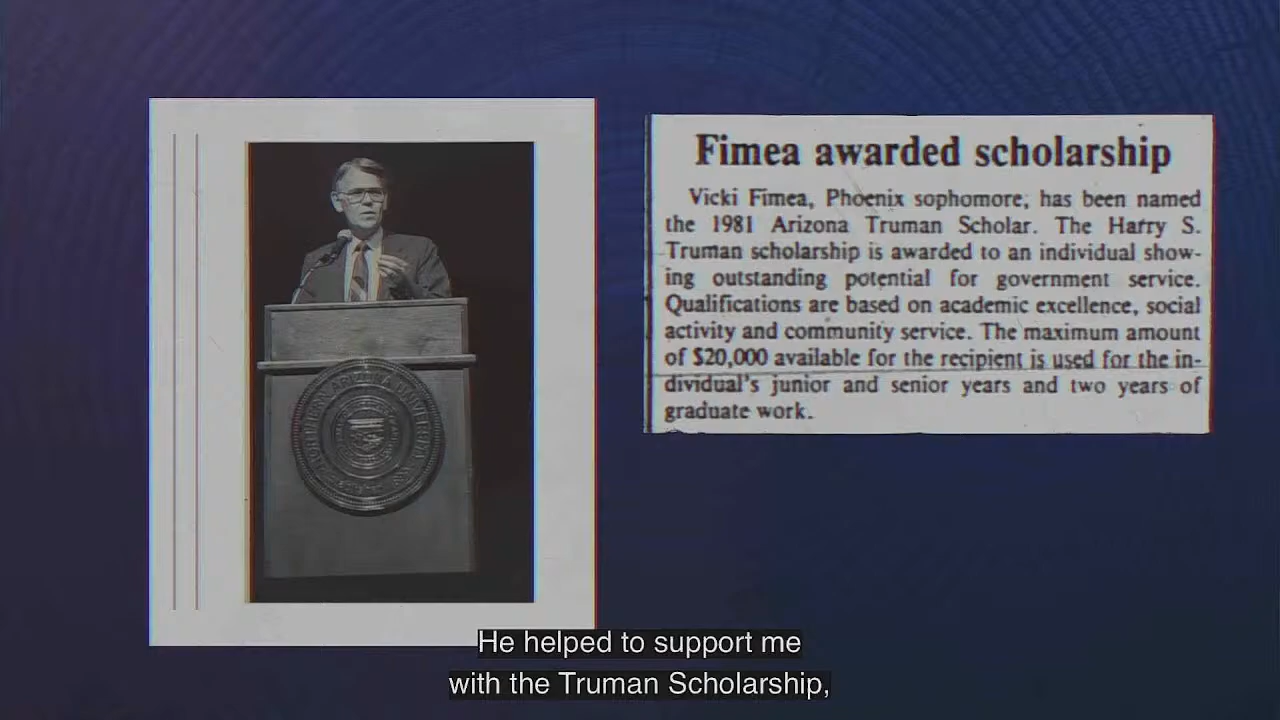 NORTHERN ARIZONA UNIVERSITY
Fimea awarded scholarship
Vicki Fimea, Phoenix sophomore, has been named
the 1981 Arizona Truman Scholar. The Harry S.
Truman scholarship is awarded to an individual show-
ing outstanding potential for government service.
Qualifications are based on academic excellence, social
activity and community service. The maximum amount
of $20,000 available for the recipient is used for the in-
dividual's junior and senior years and two years of
graduate work.
He helped to support me
with the Truman Scholarship,